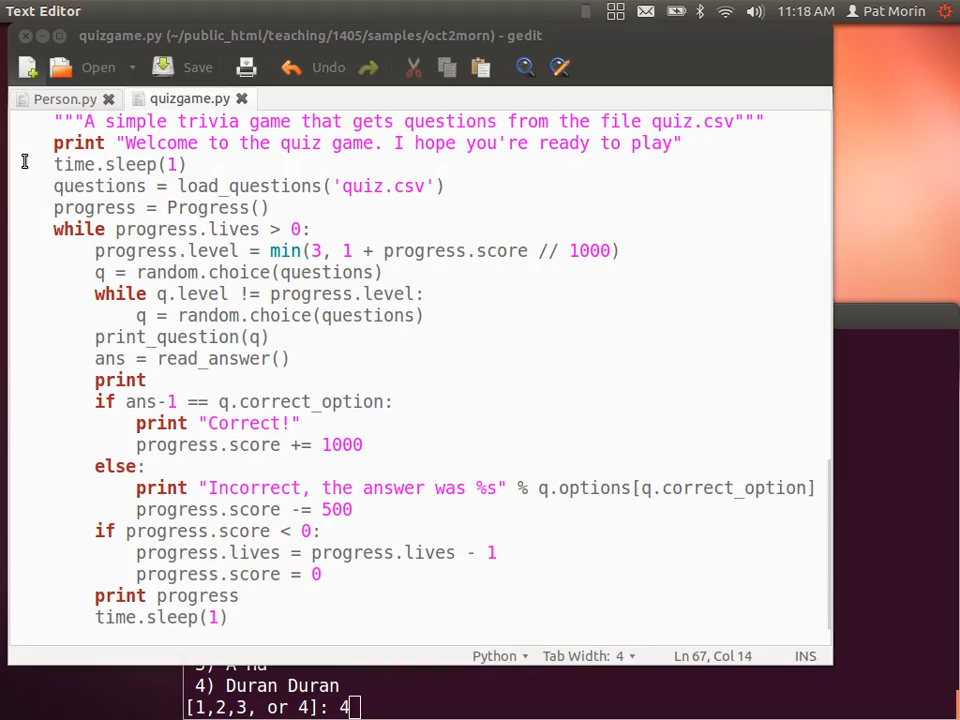 Text Editor
11:18 AM Pat Morin
quizgame.py (~/public_html/teaching/1405/samples/oct2morn) - gedit
Open Save Undo
Person.py quizgame.py
"""A simple trivia game that gets questions from the file quiz.csv"""
print "Welcome to the quiz game. I hope you're ready to play"
time.sleep(1)
questions = load_questions('quiz.csv')
progress = Progress()
while progress.lives > 0:
progress.level = min(3, 1 + progress.score // 1000)
q = random.choice(questions)
while q.level != progress.level:
q = random.choice(questions)
print_question(q)
ans = read_answer()
print
if ans-1 == q.correct_option:
print "Correct!"
progress.score += 1000
else:
print "Incorrect, the answer was %s" % q.options[q.correct_option]
progress.score -= 500
if progress.score < 0:
progress.lives = progress.lives - 1
progress.score = 0
print progress
time.sleep(1)
Python Tab Width: 4 Ln 67, Col 14 INS
4) Duran Duran
[1,2,3, or 4]: 4